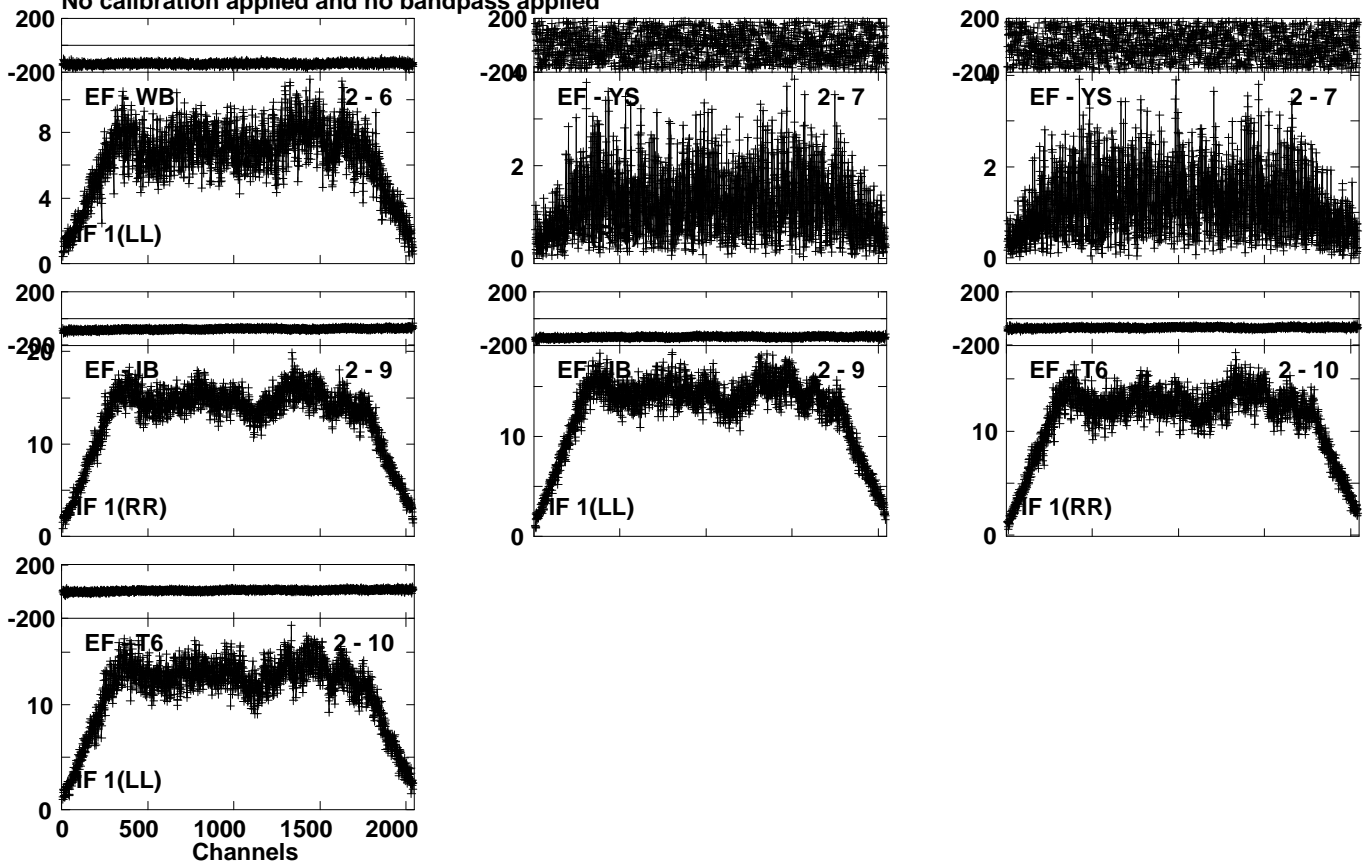 No calibration applied and no bandpass applied
200
-200
EF - WB 2 - 6
8
4
IF 1(LL)
0
200
-200
4
EF - YS 2 - 7
2
0
200
-200
4
EF - YS 2 - 7
2
0
200
-200
20
EF - IB 2 - 9
10
IF 1(RR)
0
200
-200
EF - IB 2 - 9
10
IF 1(LL)
0
200
-200
EF - T6 2 - 10
10
IF 1(RR)
0
200
-200
EF - T6 2 - 10
10
IF 1(LL)
0
0 500 1000 1500 2000
Channels